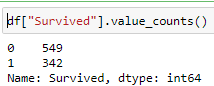 df["Survived"].value_counts()
0    549
1    342
Name: Survived, dtype: int64